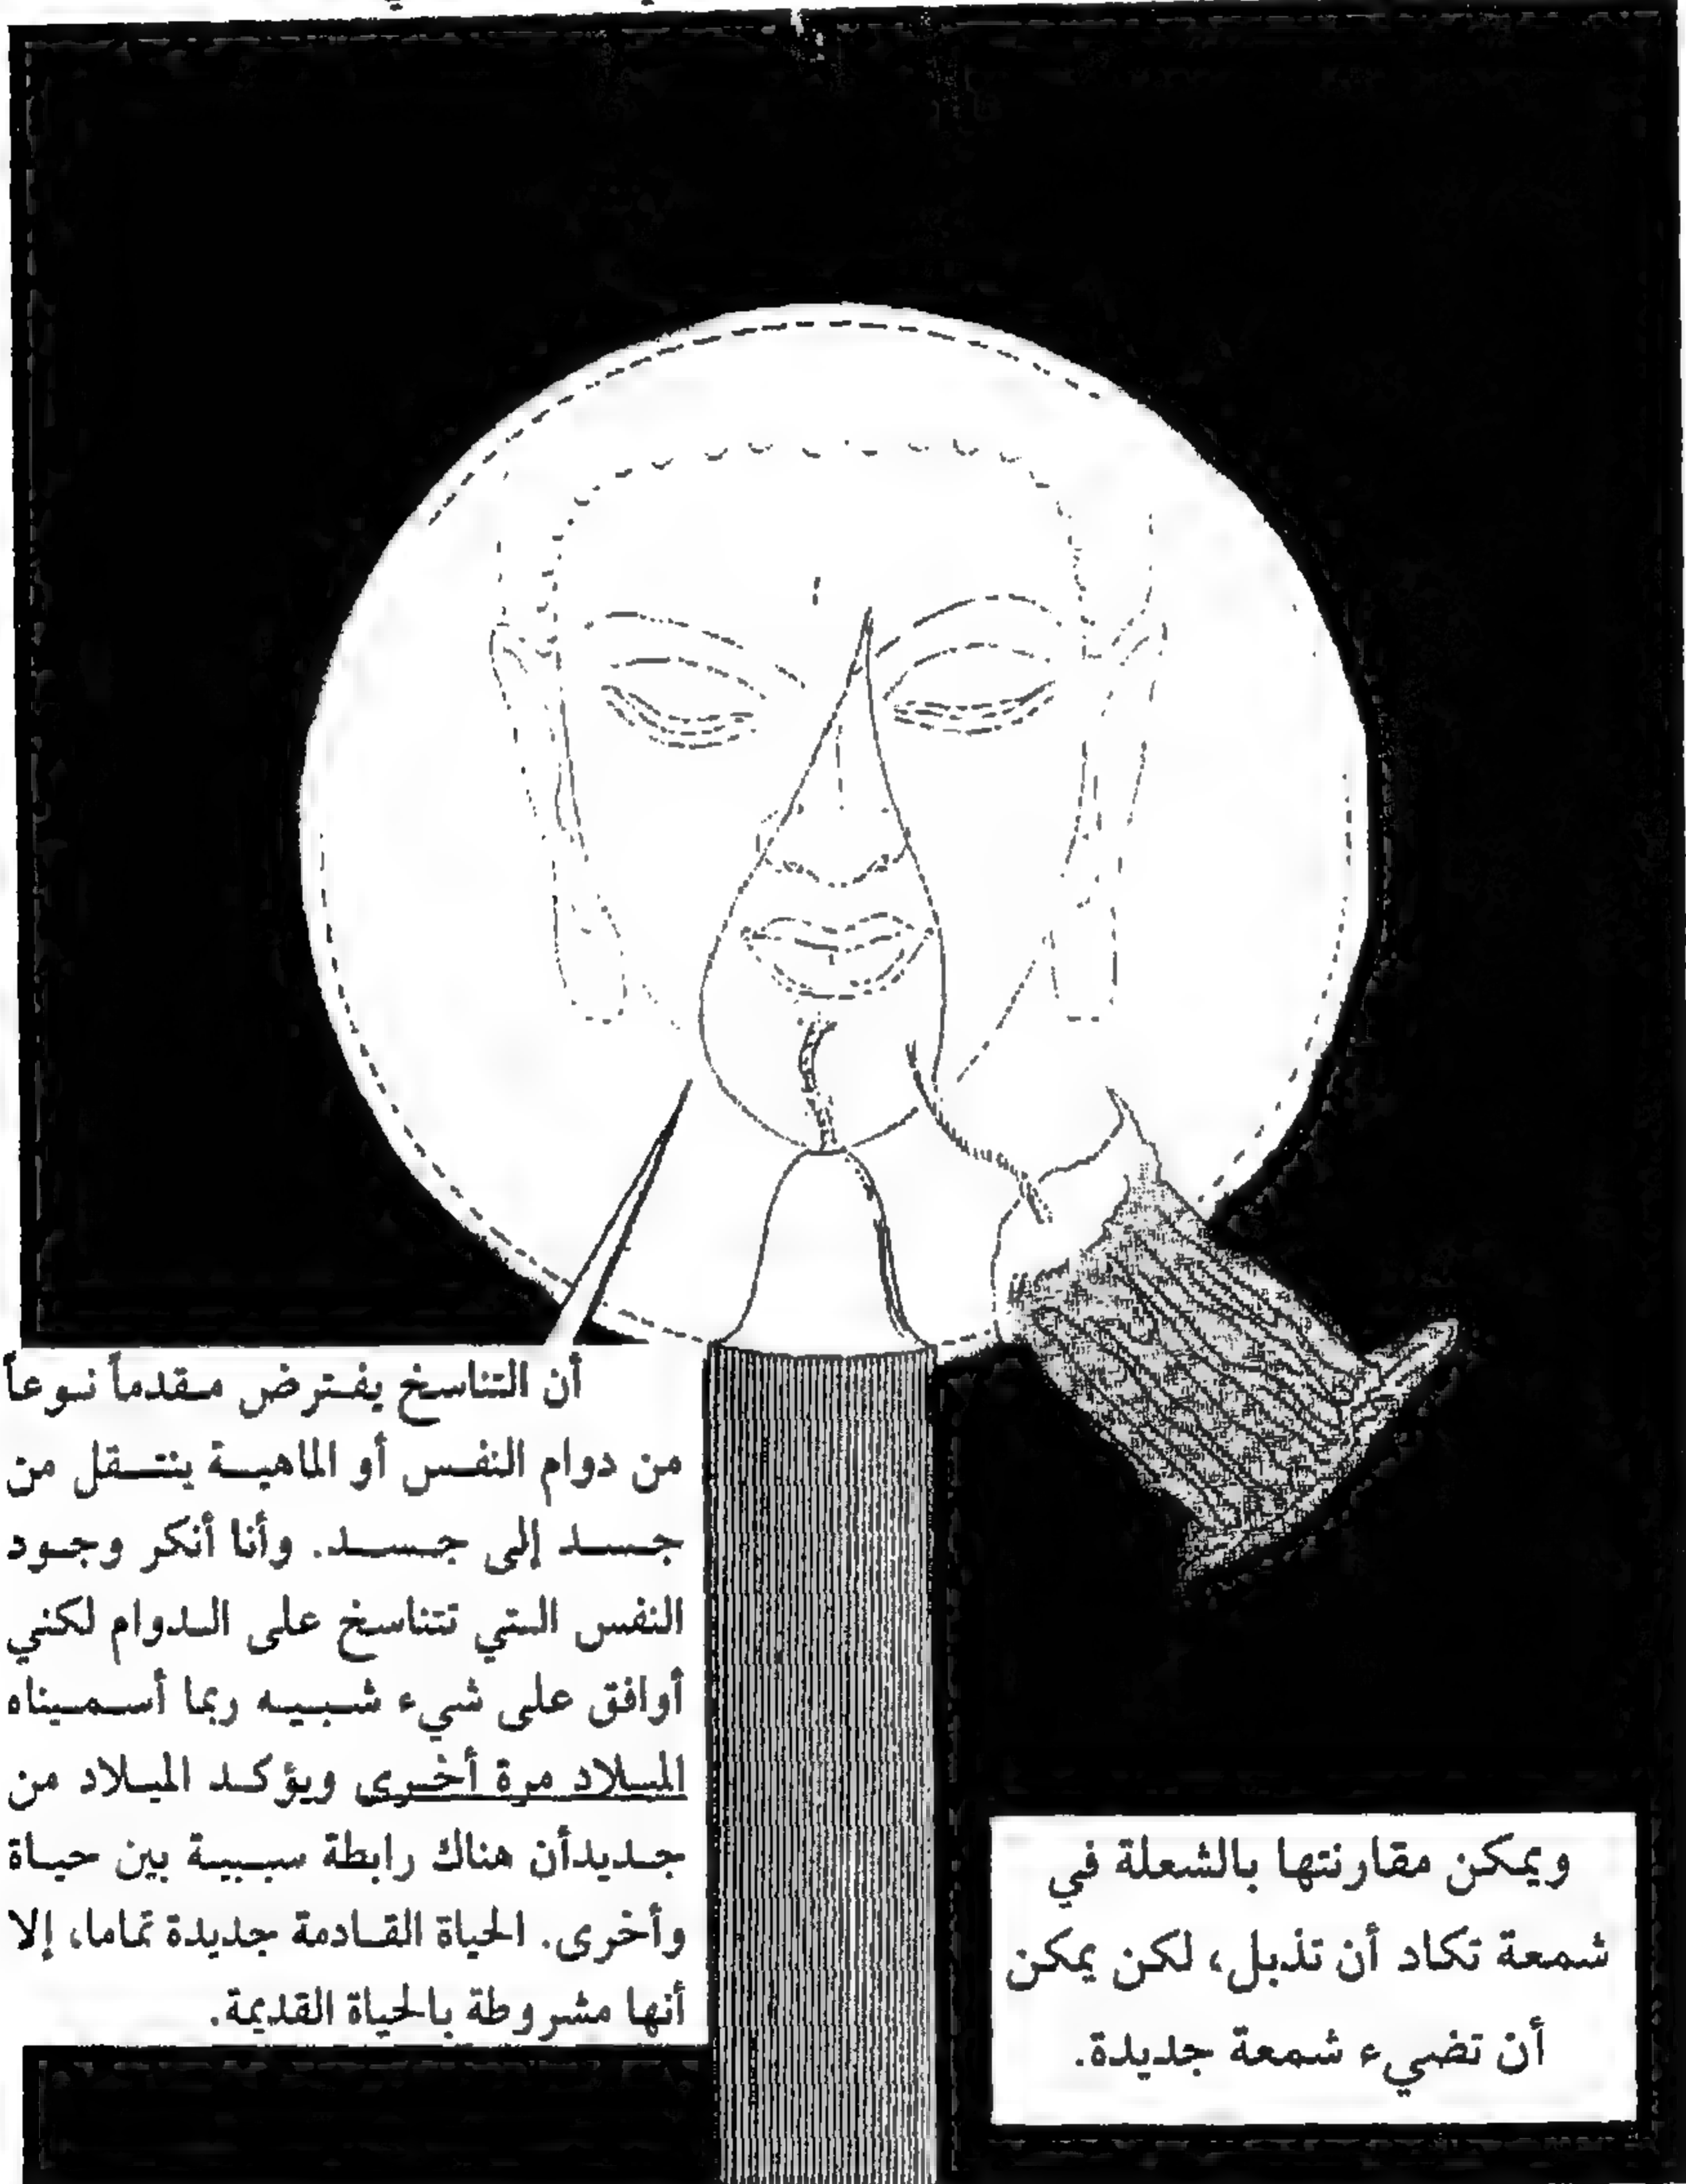 أن التناسخ يفترض مقدماً نوعاً
من دوام النفس أو الماهية ينتقل من
جسد إلى جسد. وأنا أنكر وجود
النفس التي تتناسخ على الدوام لكني
أوافق على شيء شبيه ربما أسميناه
الميلاد مرة أخرى ويؤكد الميلاد من
جديدأن هناك رابطة سببية بين حياة
وأخرى. الحياة القادمة جديدة تماما، إلا
أنها مشروطة بالحياة القديمة.
ويمكن مقارنتها بالشعلة في
شمعة تكاد أن تذبل، لكن يمكن
أن تضيء شمعة جديدة.